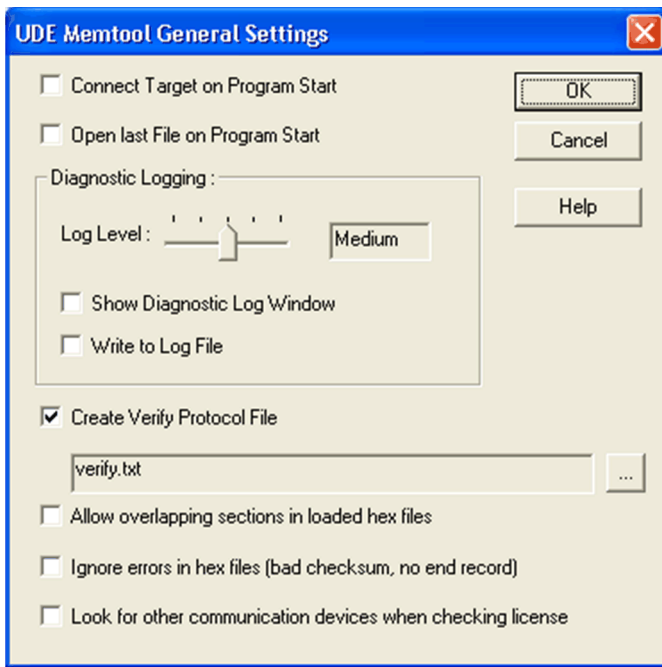 UDE Memtool General Settings
Connect Target on Program Start
OK
Open last File on Program Start
Cancel
Diagnostic Logging :
Help
Log Level :
Medium
Show Diagnostic Log Window
Write to Log File
Create Verify Protocol File
verify.txt
...
Allow overlapping sections in loaded hex files
Ignore errors in hex files (bad checksum, no end record)
Look for other communication devices when checking license